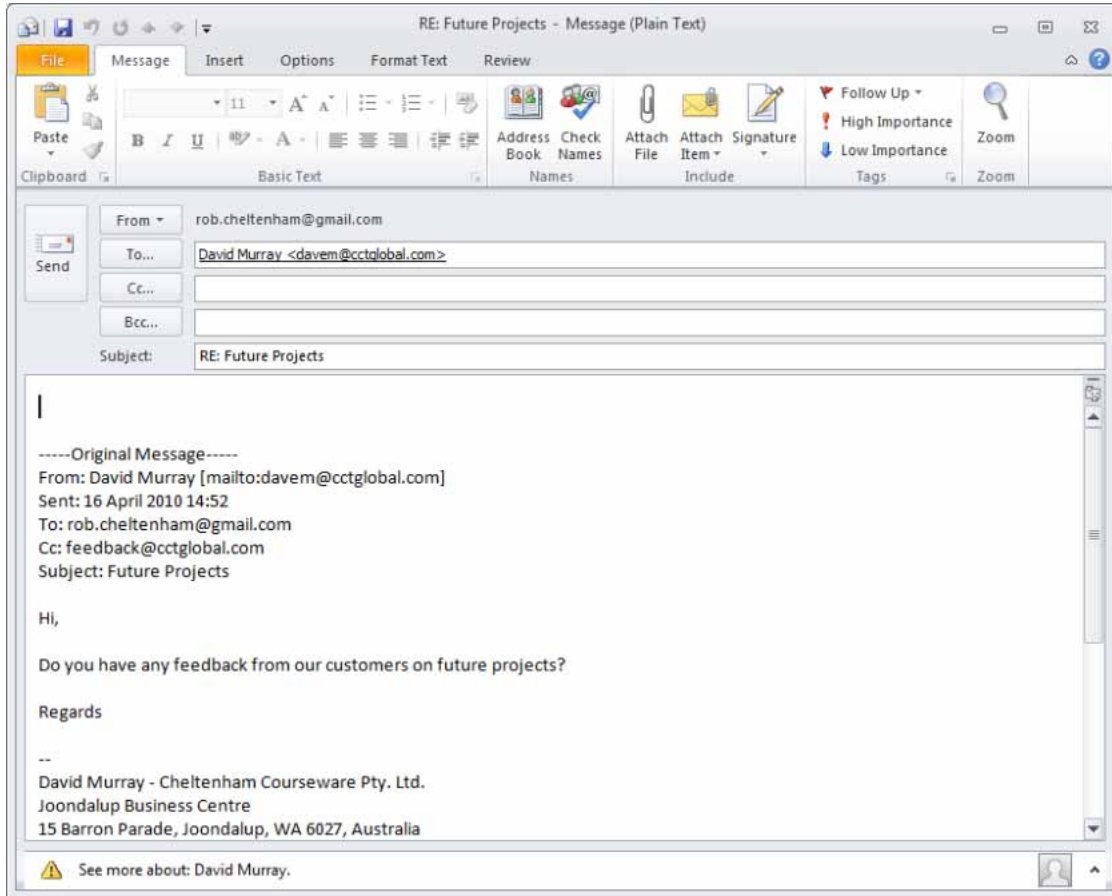 RE: Future Projects - Message (Plain Text)
File Message Insert Options Format Text Review
Paste
Clipboard
11
A A
B I U
ab A
Basic Text
Address Book
Check Names
Names
Attach File
Attach Item
Signature
Include
Follow Up
High Importance
Low Importance
Tags
Zoom
Zoom
Send
From rob.cheltenham@gmail.com
To... David Murray <davem@cctglobal.com>
Cc...
Bcc...
Subject: RE: Future Projects
-----Original Message-----
From: David Murray [mailto:davem@cctglobal.com]
Sent: 16 April 2010 14:52
To: rob.cheltenham@gmail.com
Cc: feedback@cctglobal.com
Subject: Future Projects
Hi,
Do you have any feedback from our customers on future projects?
Regards
--
David Murray - Cheltenham Courseware Pty. Ltd.
Joondalup Business Centre
15 Barron Parade, Joondalup, WA 6027, Australia
See more about: David Murray.